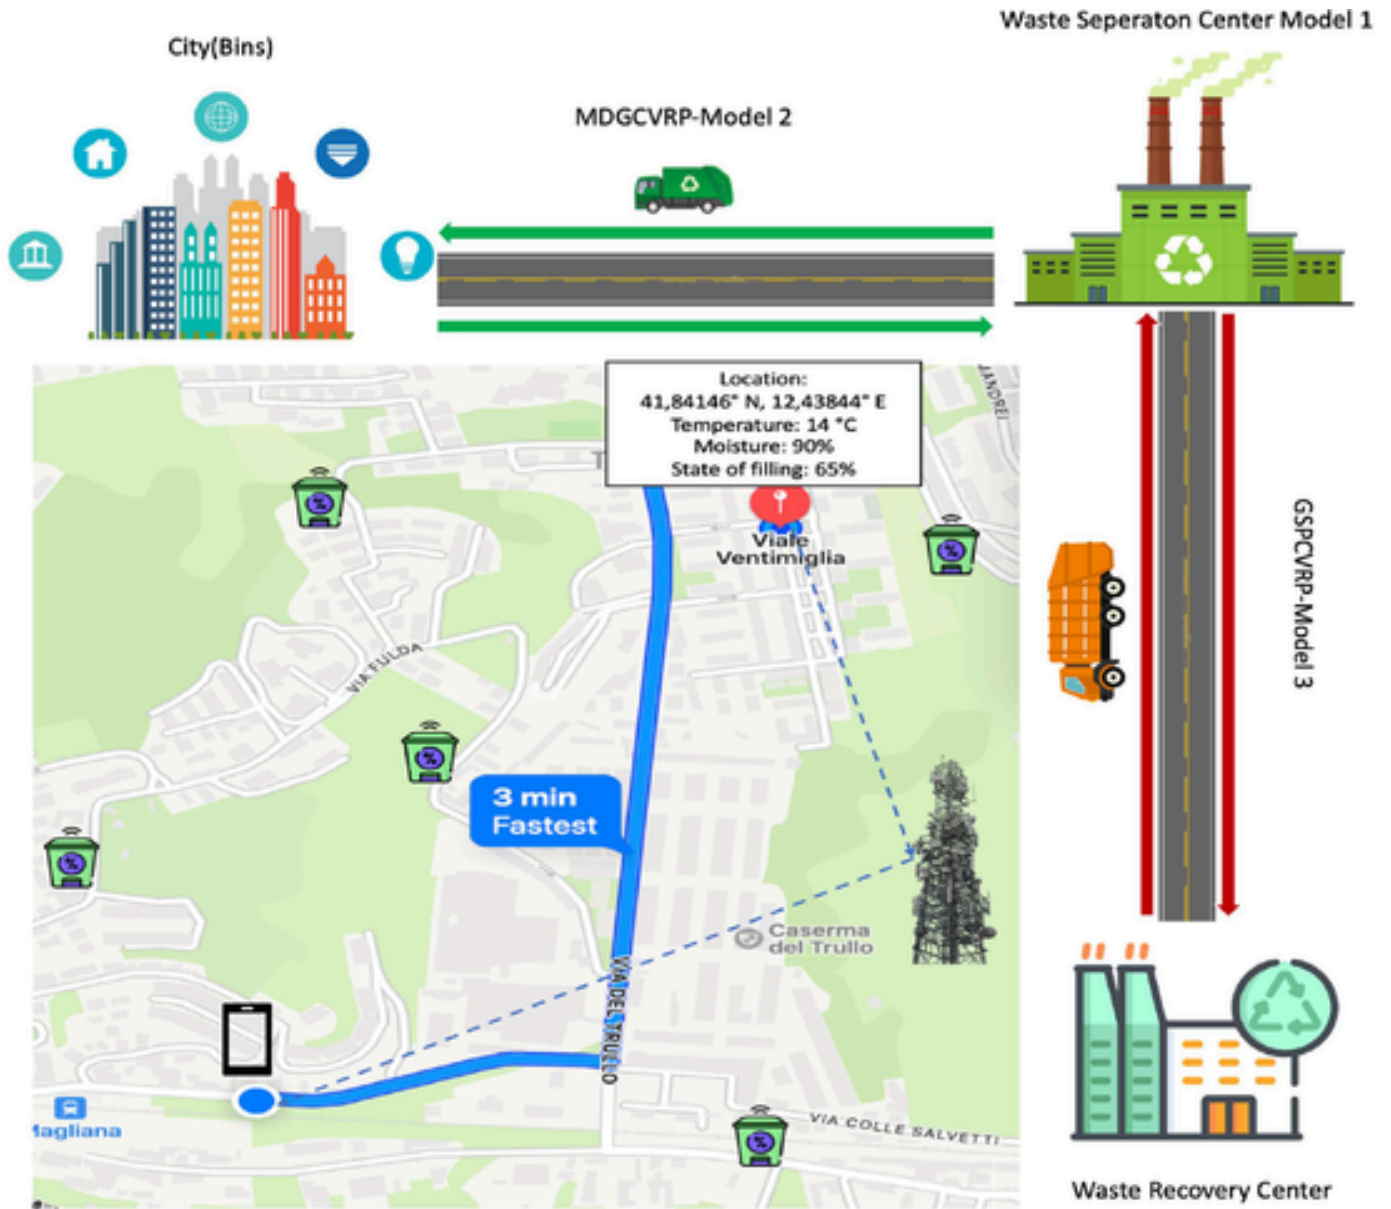 Waste Seperaton Center Model 1
City(Bins)
MDGCVRP-Model 2
Location:
41,84146° N, 12,43844° E
Temperature: 14 °C
Moisture: 90%
State of filling: 65%
Viale
Ventimiglia
VIA FULDA
GSPCVRP-Model 3
3 min
Fastest
Caserma
del Trullo
VIA DEL TRULLO
VIA COLLE SALVETTI
Magliana
Waste Recovery Center